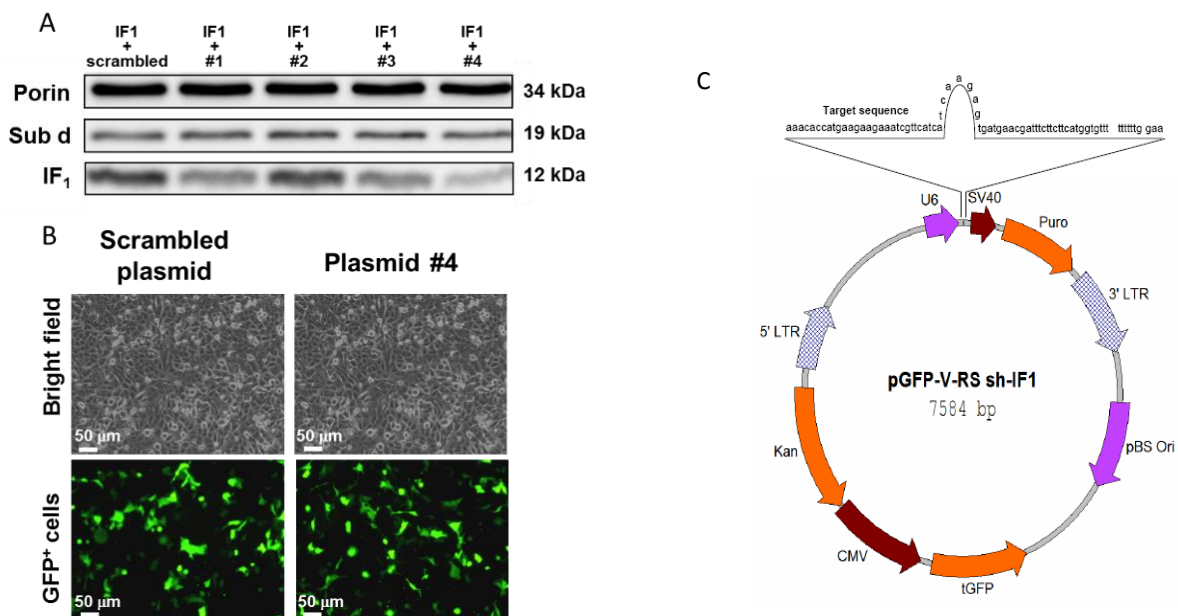 A
IF1 IF1 IF1 IF1 IF1
+ + + + +
scrambled #1 #2 #3 #4
Porin 34 kDa
Sub d 19 kDa
IF₁ 12 kDa
B
Scrambled plasmid
Plasmid #4
Bright field
50 µm
50 µm
GFP⁺ cells
50 µm
50 µm
C
Target sequence
aaacaccatgaagaagaaatcgttcatca
t c a a a g a g
tgatgaacgatttcttcttcatggtgttt ttttttg gaa
U6
SV40
Puro
3' LTR
5' LTR
pGFP-V-RS sh-IF1
7584 bp
Kan
pBS Ori
CMV
tGFP